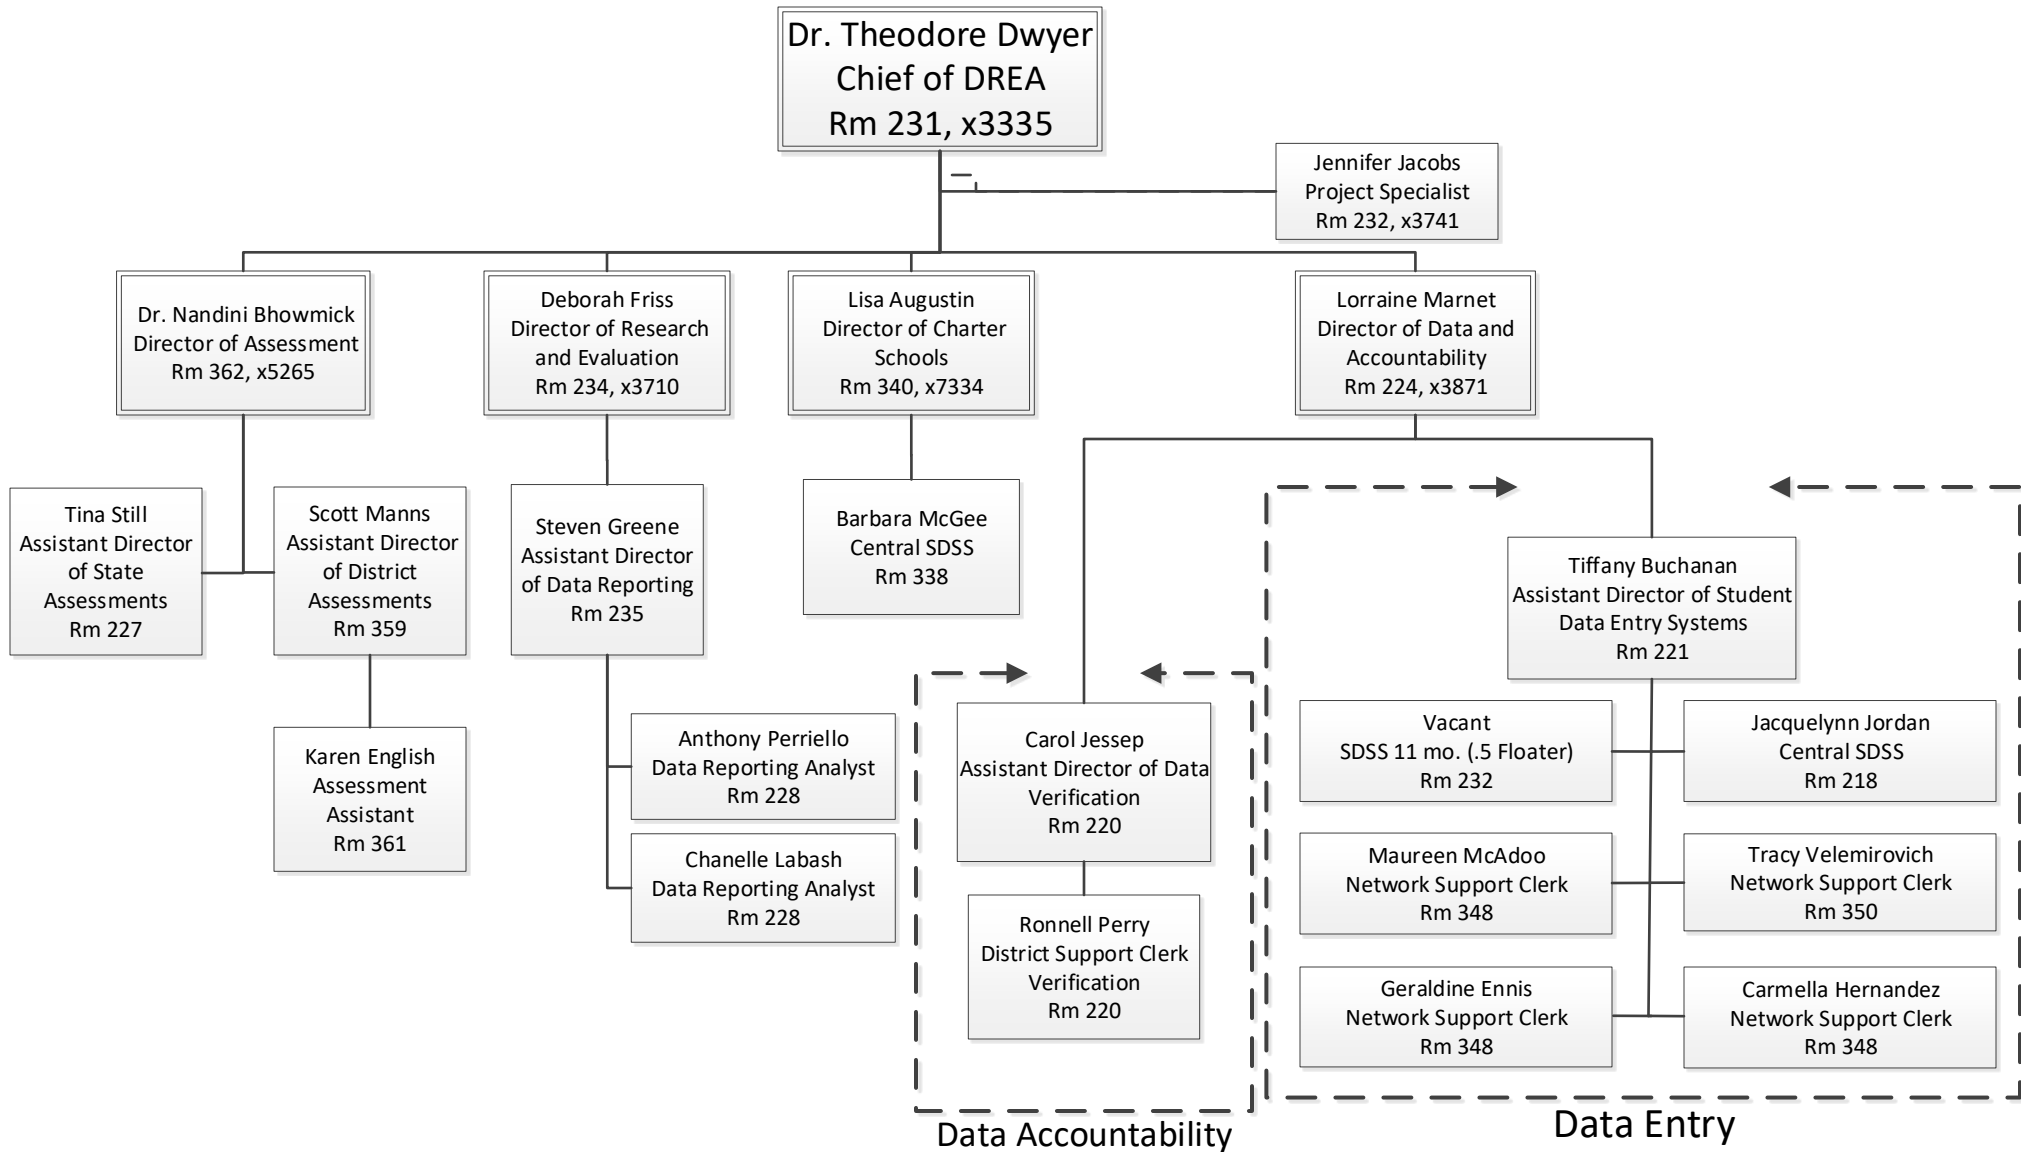 Dr. Theodore Dwyer
Chief of DREA
Rm 231, x3335
Jennifer Jacobs
Project Specialist
Rm 232, x3741
Dr. Nandini Bhowmick
Director of Assessment
Rm 362, x5265
Deborah Friss
Director of Research
and Evaluation
Rm 234, x3710
Lisa Augustin
Director of Charter
Schools
Rm 340, x7334
Lorraine Marnet
Director of Data and
Accountability
Rm 224, x3871
Tina Still
Assistant Director
of State
Assessments
Rm 227
Scott Manns
Assistant Director
of District
Assessments
Rm 359
Steven Greene
Assistant Director
of Data Reporting
Rm 235
Barbara McGee
Central SDSS
Rm 338
Tiffany Buchanan
Assistant Director of Student
Data Entry Systems
Rm 221
Karen English
Assessment
Assistant
Rm 361
Anthony Perriello
Data Reporting Analyst
Rm 228
Chanelle Labash
Data Reporting Analyst
Rm 228
Carol Jessep
Assistant Director of Data
Verification
Rm 220
Ronnell Perry
District Support Clerk
Verification
Rm 220
Vacant
SDSS 11 mo. (.5 Floater)
Rm 232
Jacquelynn Jordan
Central SDSS
Rm 218
Maureen McAdoo
Network Support Clerk
Rm 348
Tracy Velemirovich
Network Support Clerk
Rm 350
Geraldine Ennis
Network Support Clerk
Rm 348
Carmella Hernandez
Network Support Clerk
Rm 348
Data Accountability
Data Entry